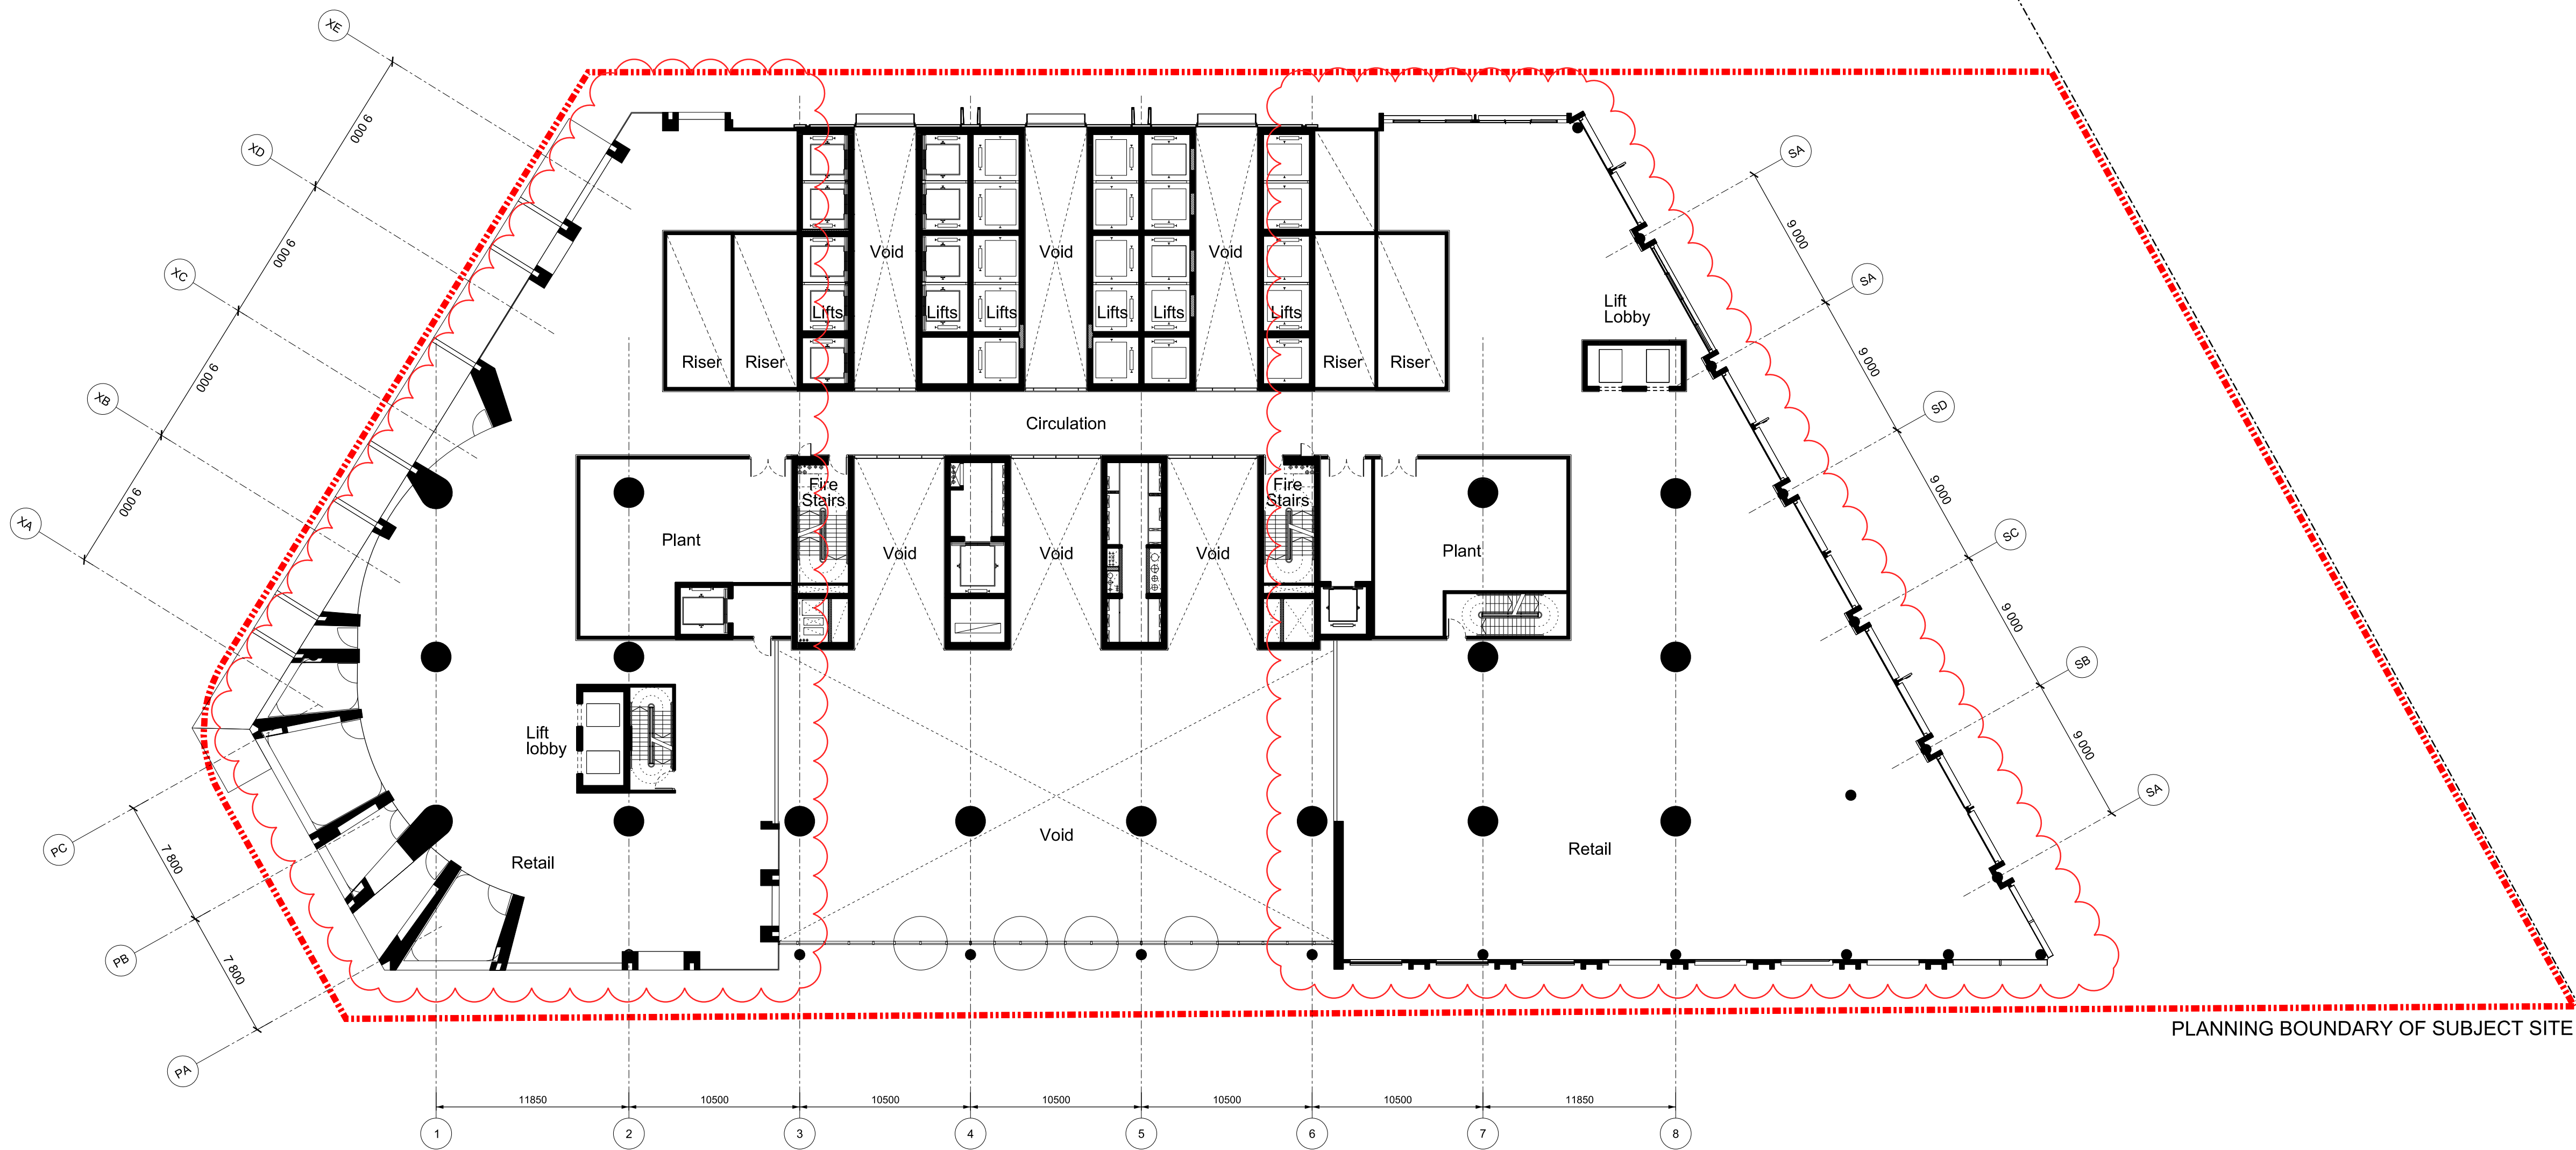 XE
XD
XC
XB
XA
9 000
9 000
9 000
9 000
PC
PB
PA
7 800
7 800
SA
SA
SD
SC
SB
SA
9 000
9 000
9 000
9 000
9 000
Void
Void
Void
Lifts
Lifts
Lifts
Lifts
Lifts
Lifts
Lift
Lobby
Riser
Riser
Riser
Riser
Circulation
Fire
Stairs
Fire
Stairs
Plant
Void
Void
Void
Plant
Lift
lobby
Void
Retail
Retail
PLANNING BOUNDARY OF SUBJECT SITE
11850
10500
10500
10500
10500
10500
11850
1
2
3
4
5
6
7
8